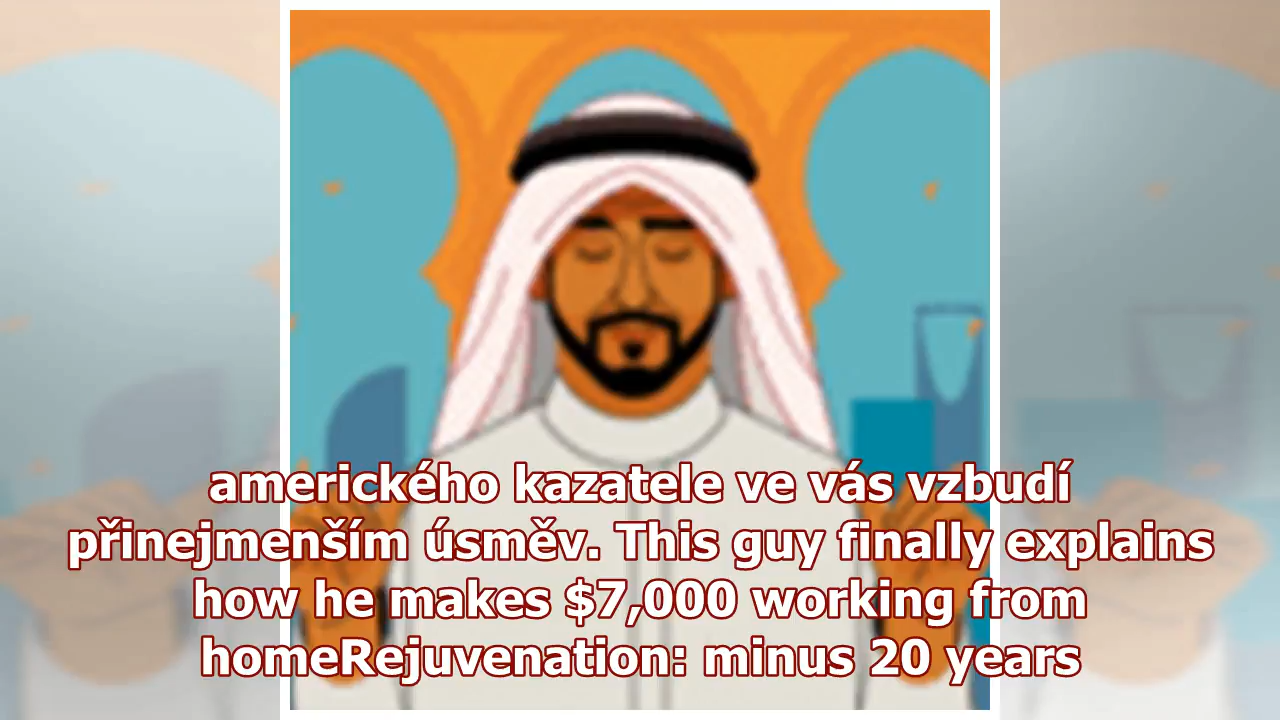 amerického kazatele ve vás vzbudí
přinejmenším úsměv. This guy finally explains
how he makes $7,000 working from
homeRejuvenation: minus 20 years